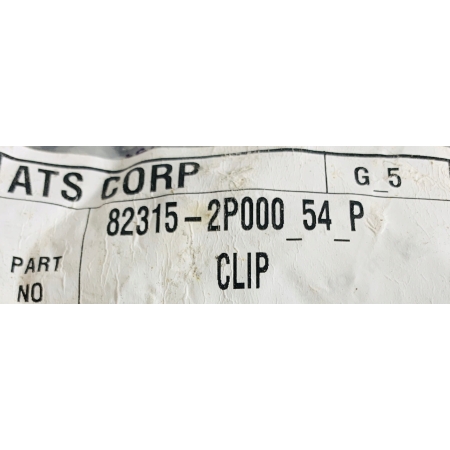 ATS CORP G_5
82315-2P000_54_P
PART
NO
CLIP